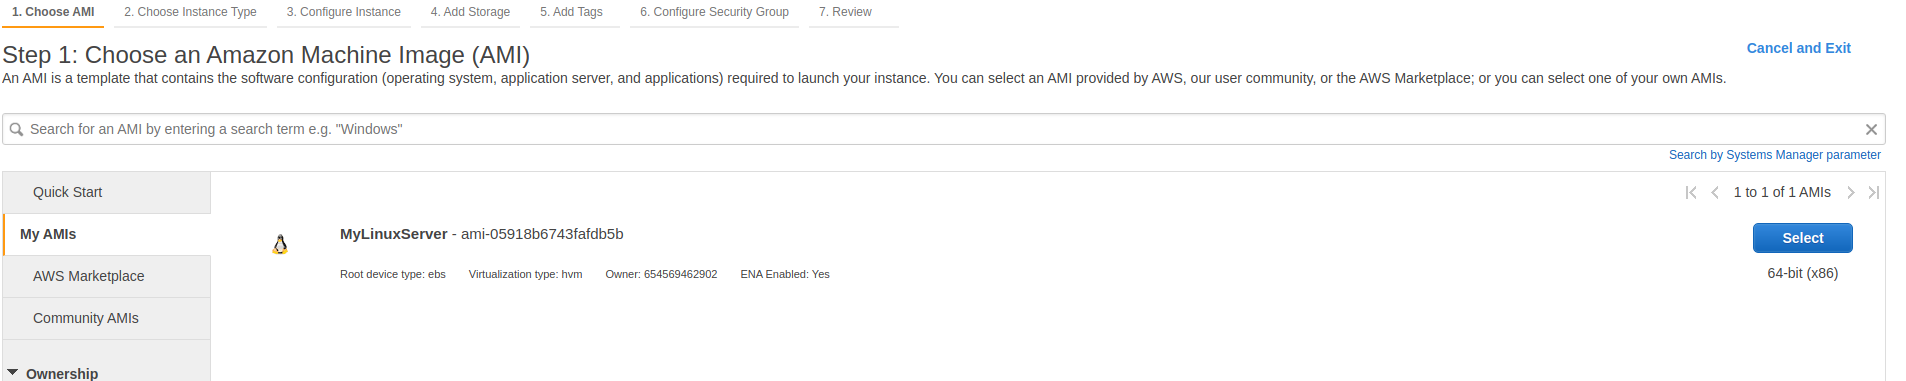 1. Choose AMI 2. Choose Instance Type 3. Configure Instance 4. Add Storage 5. Add Tags 6. Configure Security Group 7. Review
Step 1: Choose an Amazon Machine Image (AMI)
Cancel and Exit
An AMI is a template that contains the software configuration (operating system, application server, and applications) required to launch your instance. You can select an AMI provided by AWS, our user community, or the AWS Marketplace; or you can select one of your own AMIs.
Search for an AMI by entering a search term e.g. "Windows"
Search by Systems Manager parameter
Quick Start
1 to 1 of 1 AMIs
My AMIs
MyLinuxServer - ami-05918b6743fafdb5b
Select
AWS Marketplace
Root device type: ebs Virtualization type: hvm Owner: 654569462902 ENA Enabled: Yes
64-bit (x86)
Community AMIs
Ownership